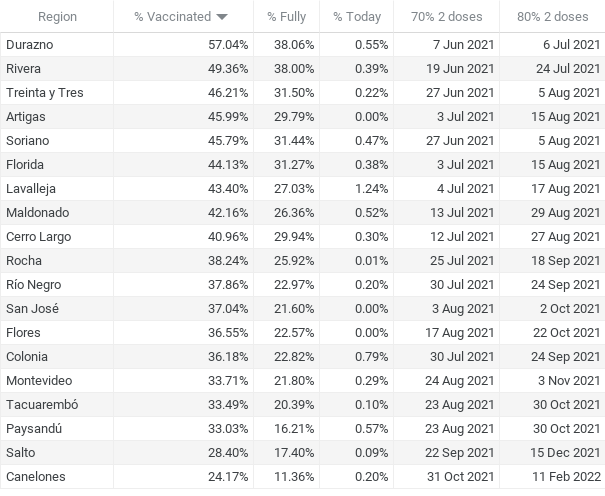 Region % Vaccinated % Fully % Today 70% 2 doses 80% 2 doses
Durazno 57.04% 38.06% 0.55% 7 Jun 2021 6 Jul 2021
Rivera 49.36% 38.00% 0.39% 19 Jun 2021 24 Jul 2021
Treinta y Tres 46.21% 31.50% 0.22% 27 Jun 2021 5 Aug 2021
Artigas 45.99% 29.79% 0.00% 3 Jul 2021 15 Aug 2021
Soriano 45.79% 31.44% 0.47% 27 Jun 2021 5 Aug 2021
Florida 44.13% 31.27% 0.38% 3 Jul 2021 15 Aug 2021
Lavalleja 43.40% 27.03% 1.24% 4 Jul 2021 17 Aug 2021
Maldonado 42.16% 26.36% 0.52% 13 Jul 2021 29 Aug 2021
Cerro Largo 40.96% 29.94% 0.30% 12 Jul 2021 27 Aug 2021
Rocha 38.24% 25.92% 0.01% 25 Jul 2021 18 Sep 2021
Río Negro 37.86% 22.97% 0.20% 30 Jul 2021 24 Sep 2021
San José 37.04% 21.60% 0.00% 3 Aug 2021 2 Oct 2021
Flores 36.55% 22.57% 0.00% 17 Aug 2021 22 Oct 2021
Colonia 36.18% 22.82% 0.79% 30 Jul 2021 24 Sep 2021
Montevideo 33.71% 21.80% 0.29% 24 Aug 2021 3 Nov 2021
Tacuarembó 33.49% 20.39% 0.10% 23 Aug 2021 30 Oct 2021
Paysandú 33.03% 16.21% 0.57% 23 Aug 2021 30 Oct 2021
Salto 28.40% 17.40% 0.09% 22 Sep 2021 15 Dec 2021
Canelones 24.17% 11.36% 0.20% 31 Oct 2021 11 Feb 2022